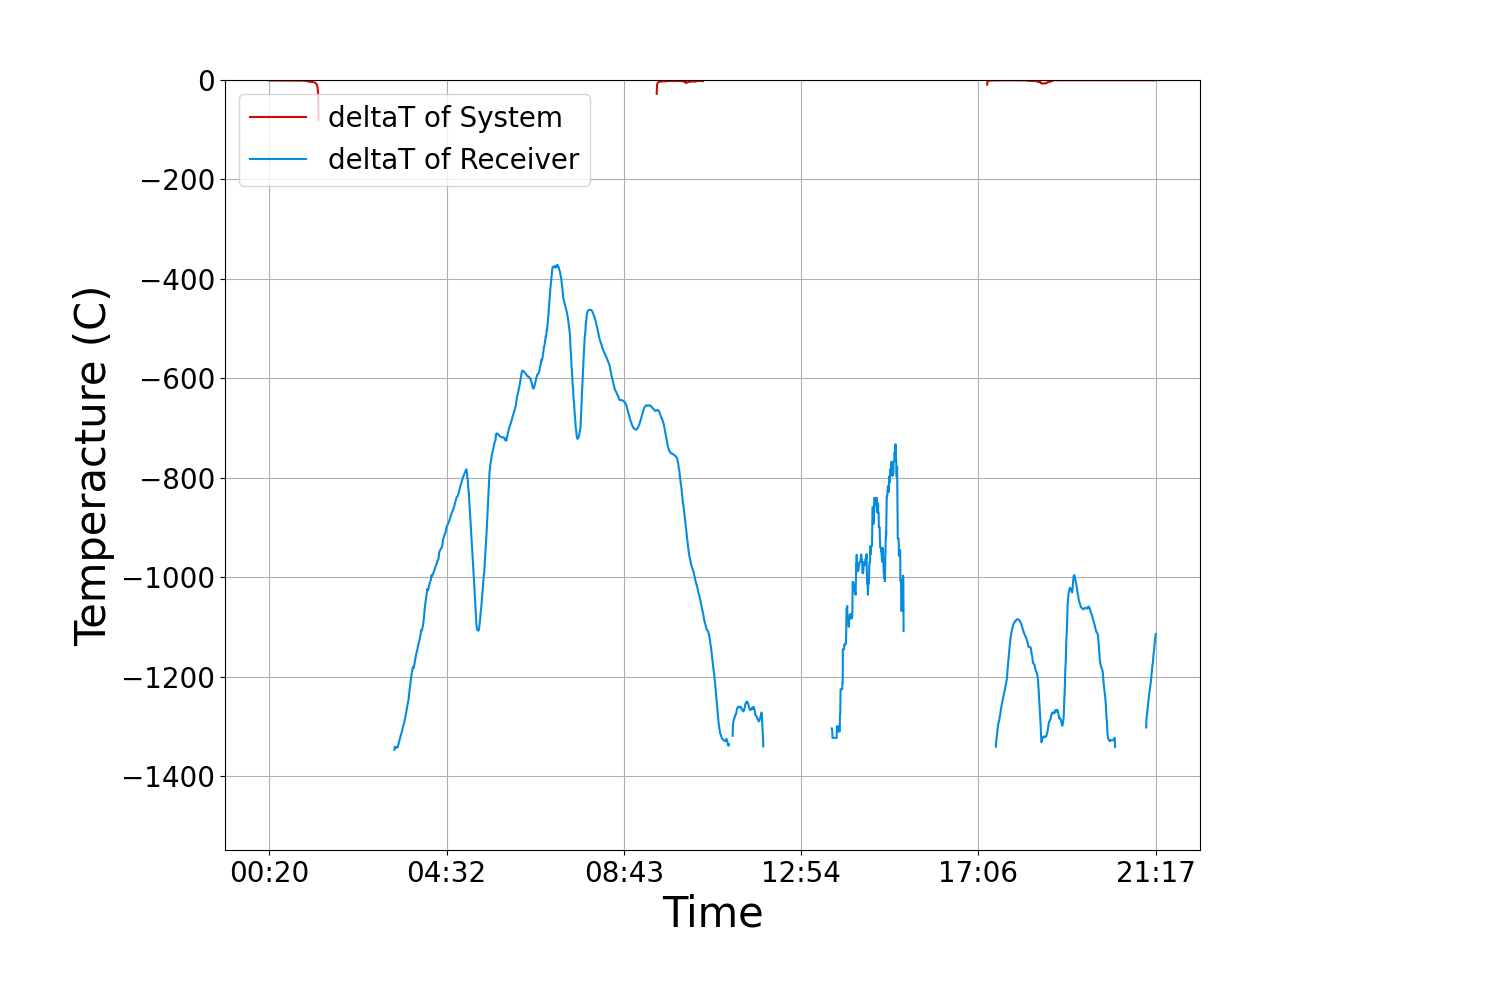 0
−200
−400
−600
−800
−1000
−1200
−1400
Temperacture (C)
deltaT of System
deltaT of Receiver
00:20 04:32 08:43 12:54 17:06 21:17
Time